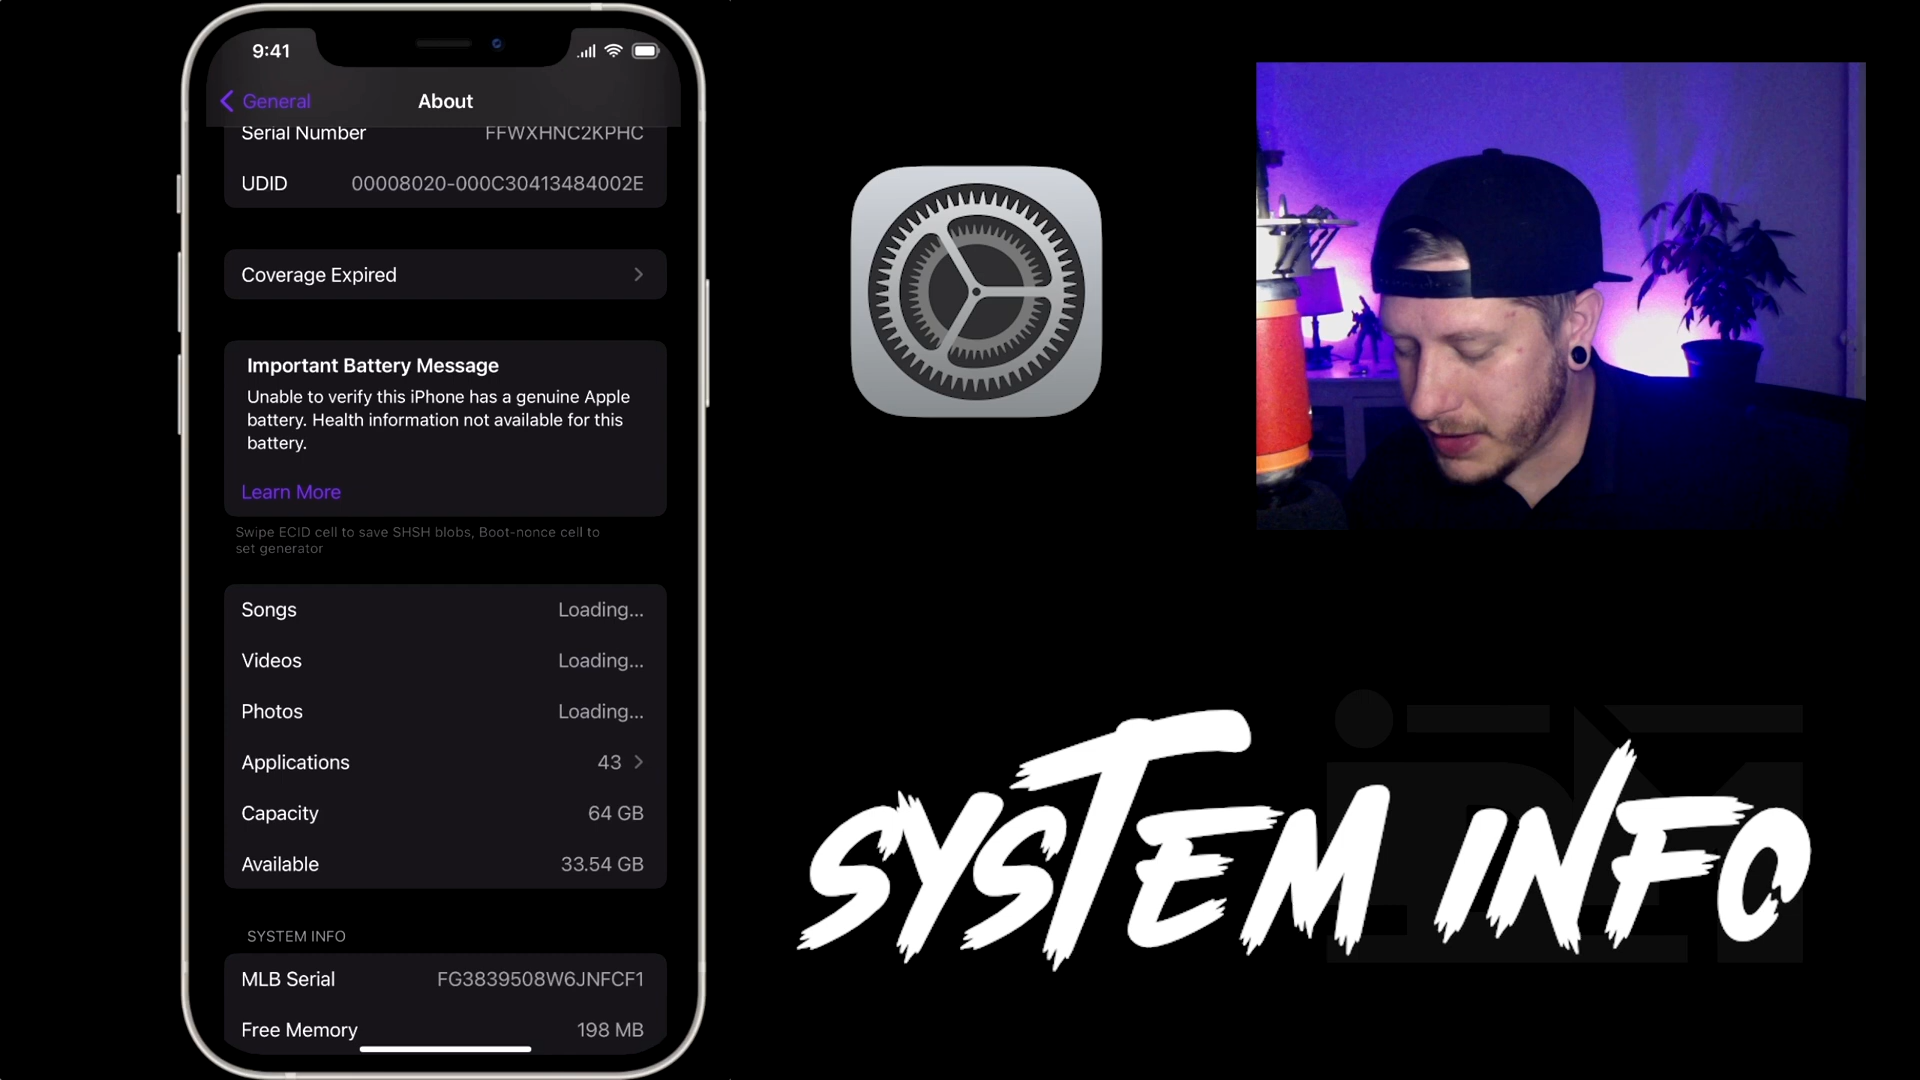 9:41
General
About
Serial Number FFWXHNC2KPHC
UDID 00008020-000C30413484002E
Coverage Expired
Important Battery Message
Unable to verify this iPhone has a genuine Apple
battery. Health information not available for this
battery.
Learn More
Swipe ECID cell to save SHSH blobs, Boot-nonce cell to
set generator
Songs Loading...
Videos Loading...
Photos Loading...
Applications 43
Capacity 64 GB
Available 33.54 GB
SYSTEM INFO
MLB Serial FG3839508W6JNFCF1
Free Memory 198 MB
SYSTEM INFO